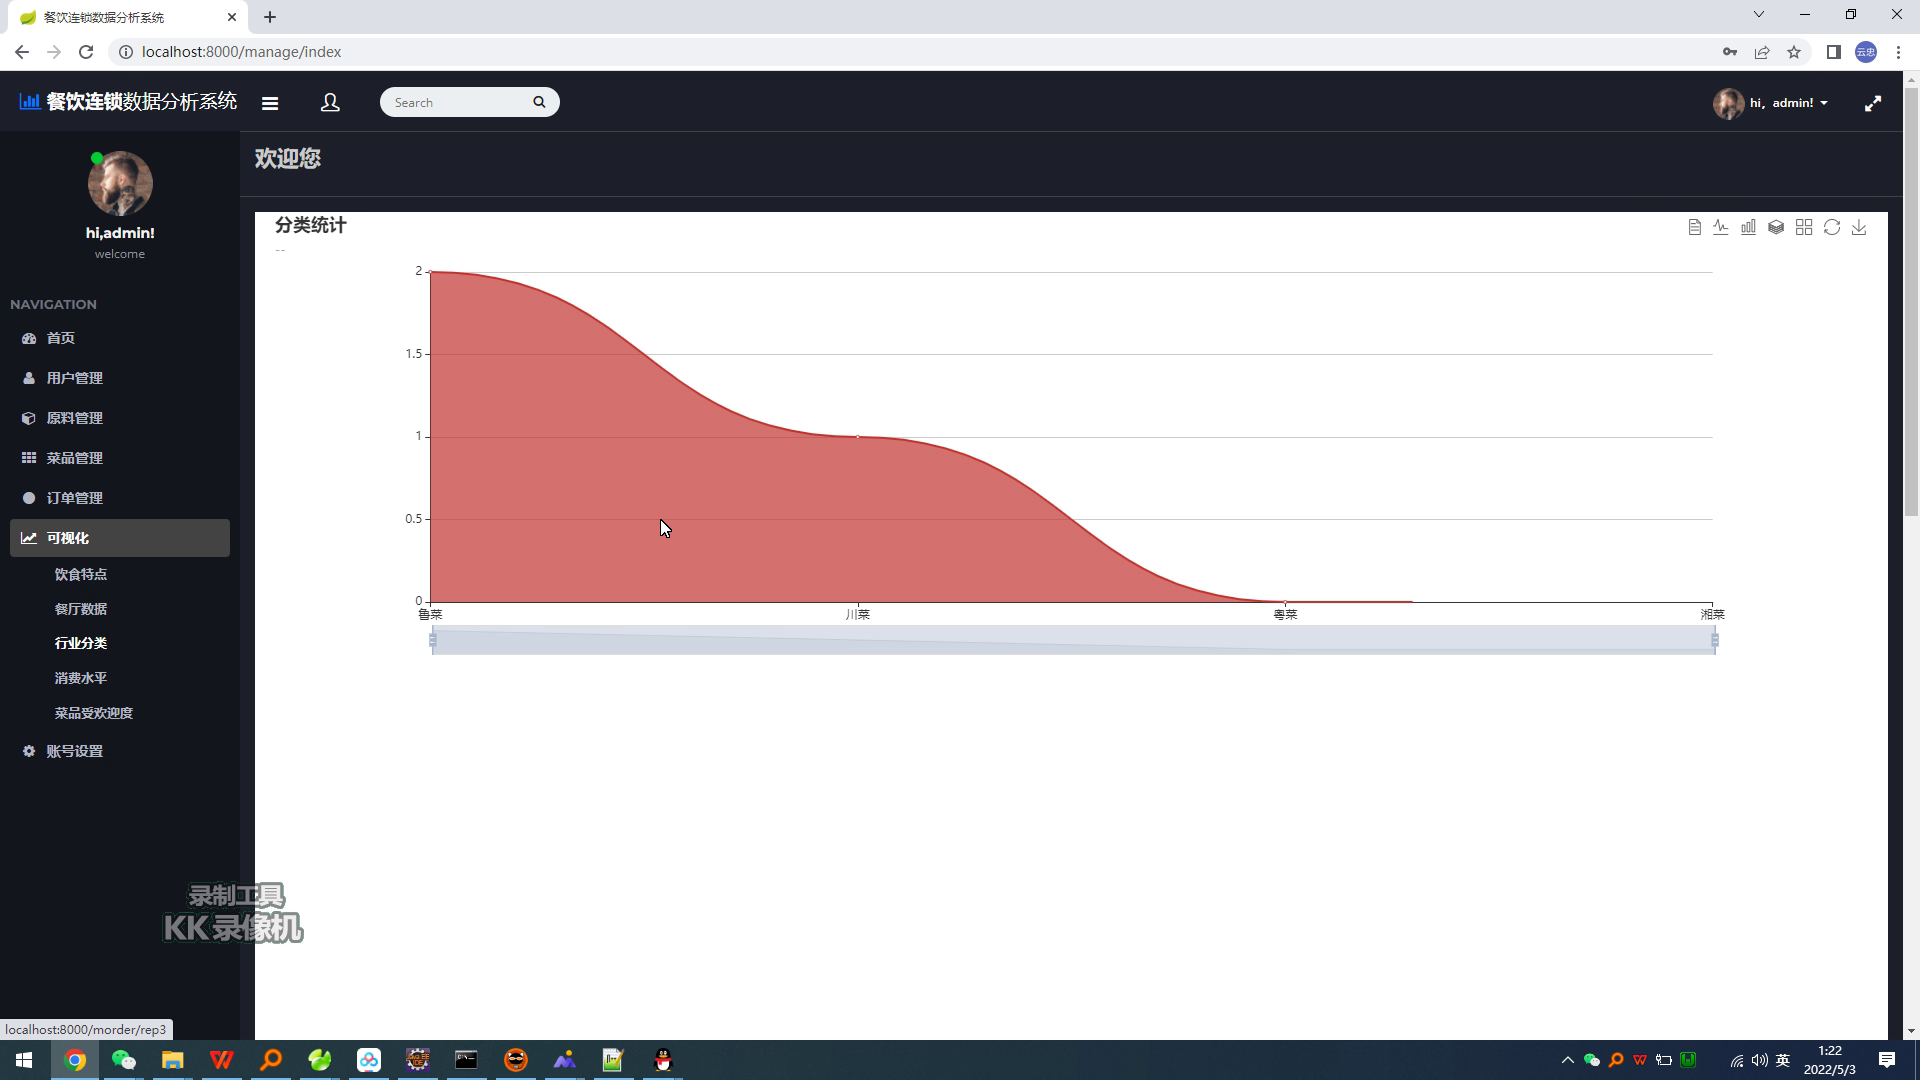 餐饮连锁数据分析系统
localhost:8000/manage/index
云忠
餐饮连锁数据分析系统
Search
hi, admin!
欢迎您
hi,admin!
welcome
NAVIGATION
首页
用户管理
原料管理
菜品管理
订单管理
可视化
饮食特点
餐厅数据
行业分类
消费水平
菜品受欢迎度
账号设置
分类统计
--
2
1.5
1
0.5
0
鲁菜
川菜
粤菜
湘菜
录制工具
KK录像机
localhost:8000/morder/rep3
英
1:22
2022/5/3